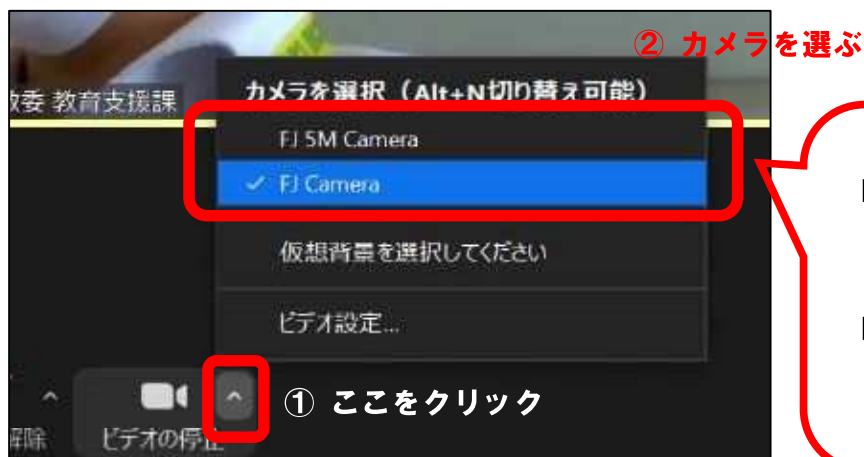 ② カメラを選ぶ
教委 教育支援課
カメラを選択（Alt+N切り替え可能）
FJ 5M Camera
✓ FJ Camera
仮想背景を選択してください
ビデオ設定...
① ここをクリック
解除
ビデオの停止